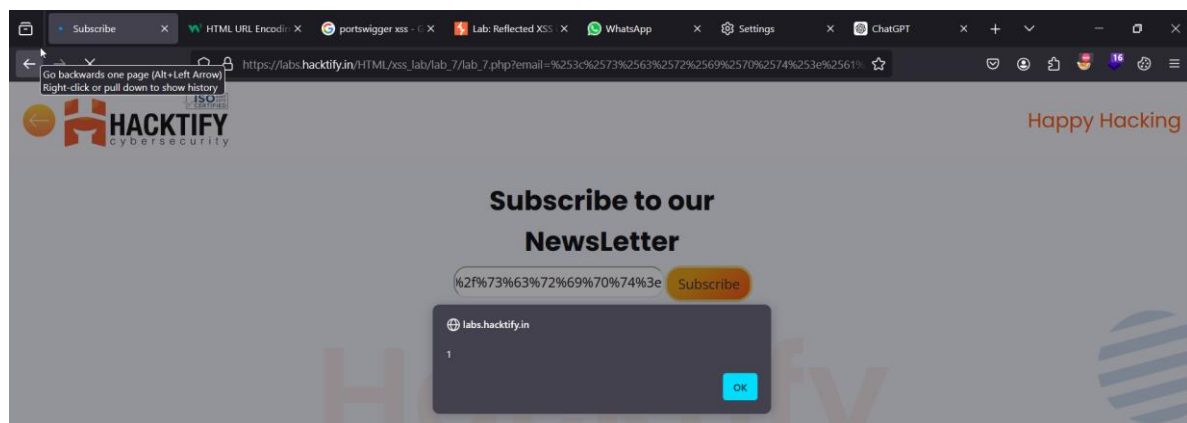 Subscribe
HTML URL Encodin
portswigger xss - G
Lab: Reflected XSS
WhatsApp
Settings
ChatGPT
https://labs.hacktify.in/HTML/xss_lab/lab_7/lab_7.php?email=%253c%2573%2563%2572%2569%2570%2574%253e%2561%
16
Go backwards one page (Alt+Left Arrow)
Right-click or pull down to show history
ISO
CERTIFIED
HACKTIFY
cybersecurity
Happy Hacking
Subscribe to our
NewsLetter
%2f%73%63%72%69%70%74%3e
Subscribe
labs.hacktify.in
1
OK